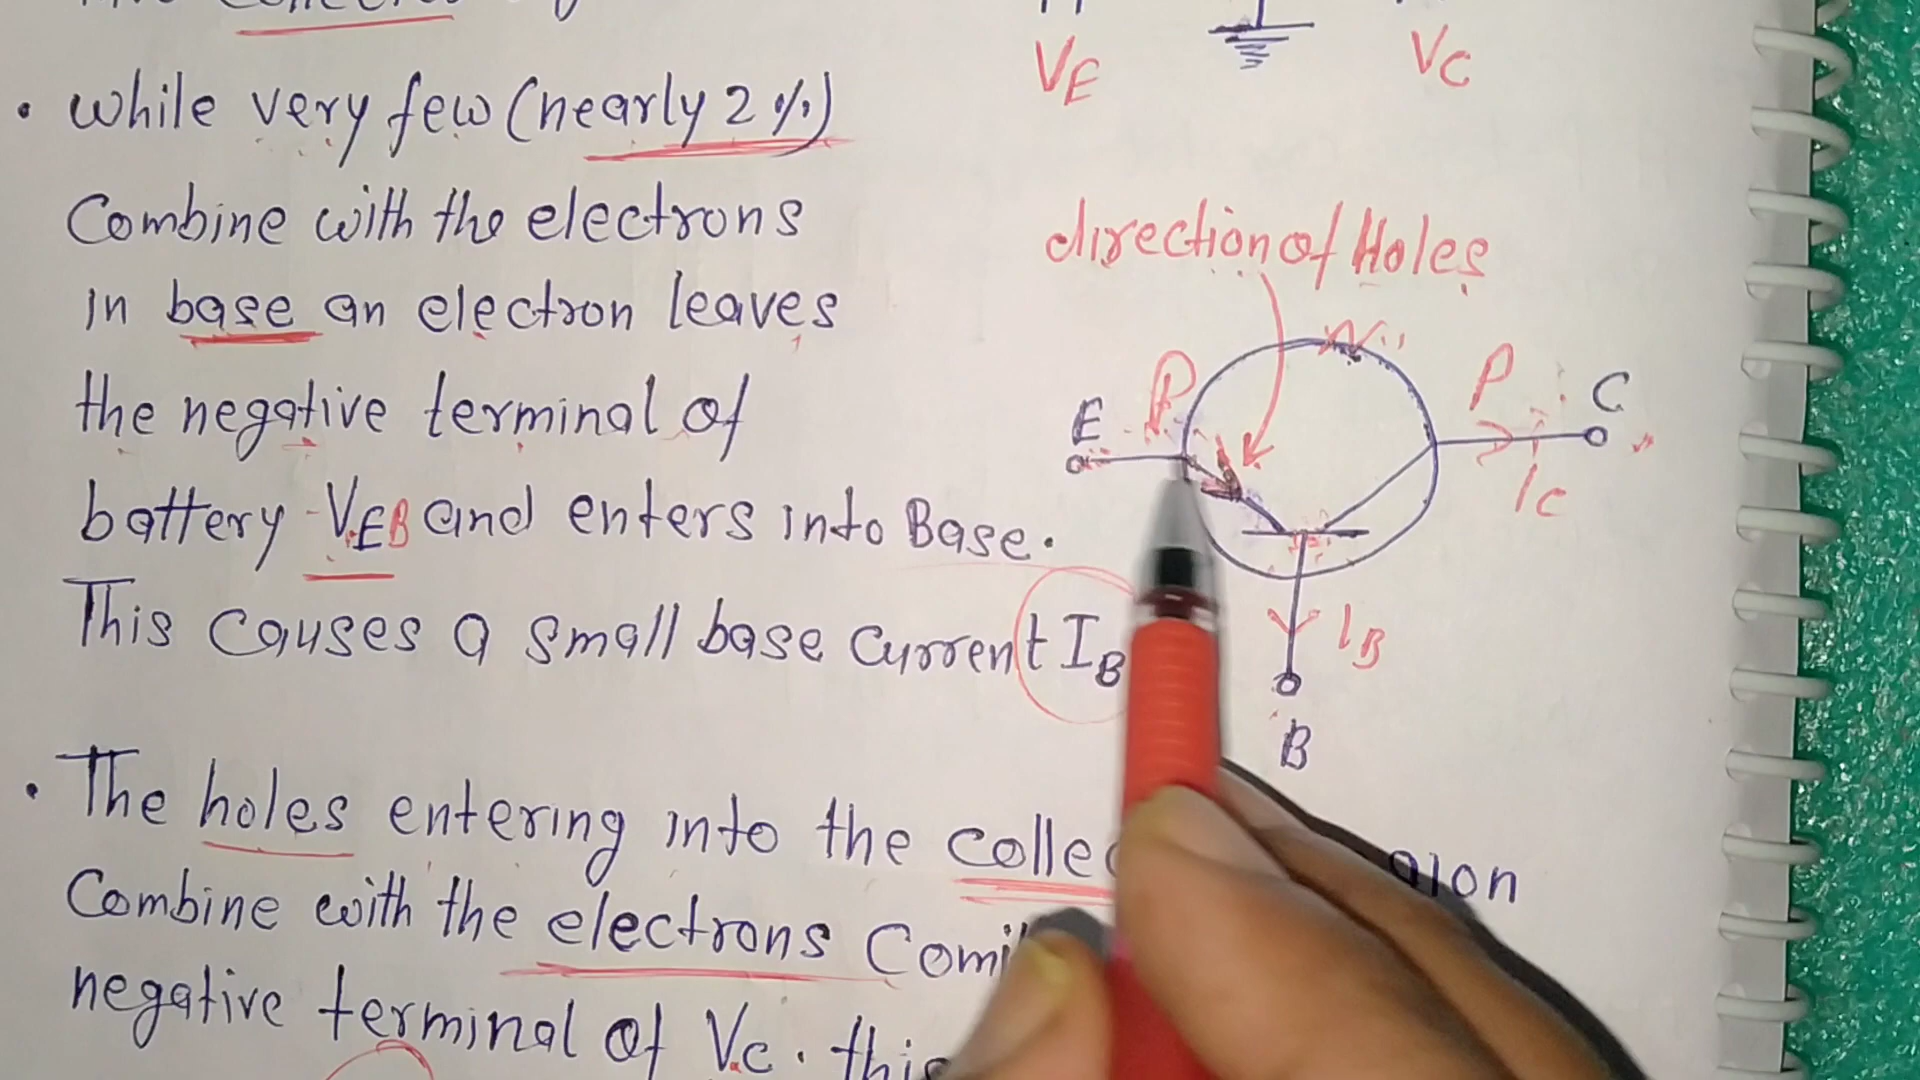 While very few (nearly 2%)
Combine with the electrons
in base an electron leaves
the negative terminal of
battery VEB and enters into Base.
This causes a small base current IB
• The holes entering into the
Combine with the electrons
negative terminal of Vc. this
VE
VC
direction of Holes
N
P
P
E
C
IC
IB
B